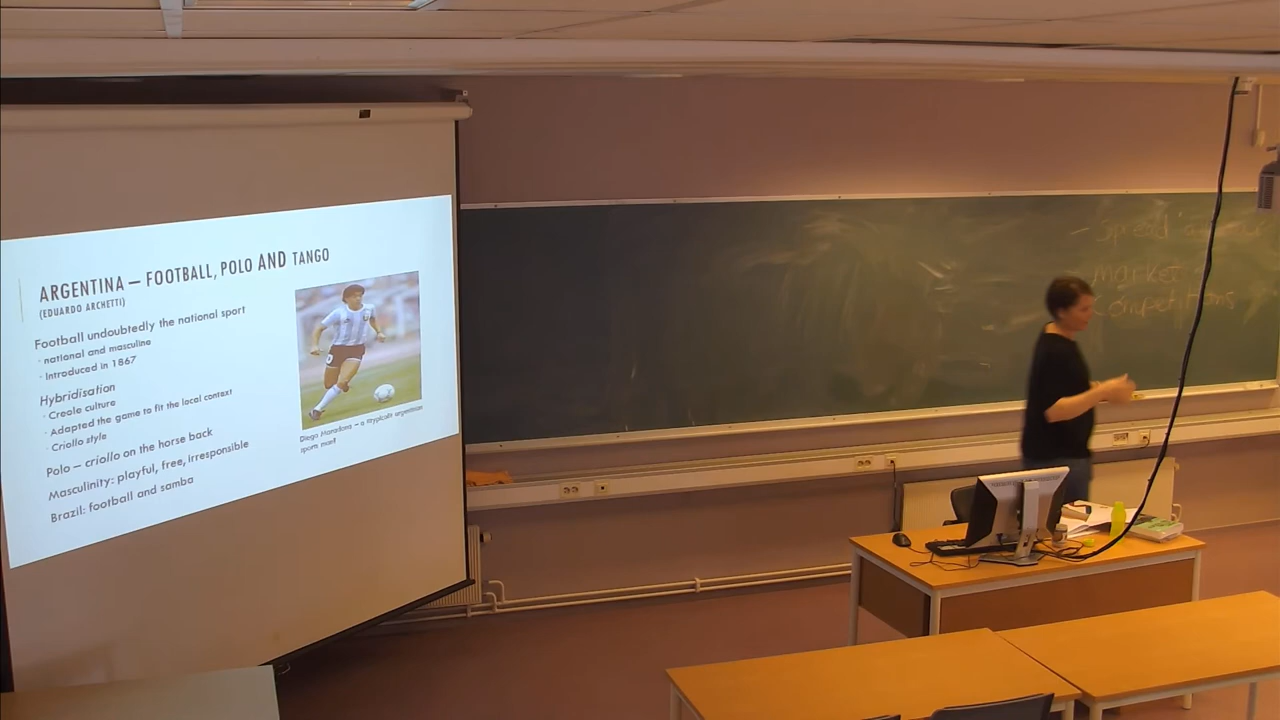 ARGENTINA – FOOTBALL, POLO AND TANGO
(EDUARDO ARCHETTI)
Football undoubtedly the national sport
· national and masculine
· Introduced in 1867
Hybridisation
· Creole culture
· Adapted the game to fit the local context
· Criollo style
Polo – criollo on the horse back
Masculinity: playful, free, irresponsible
Brazil: football and samba
Diego Maradona – a «typically argentinian
sports man?
- Spread
- market